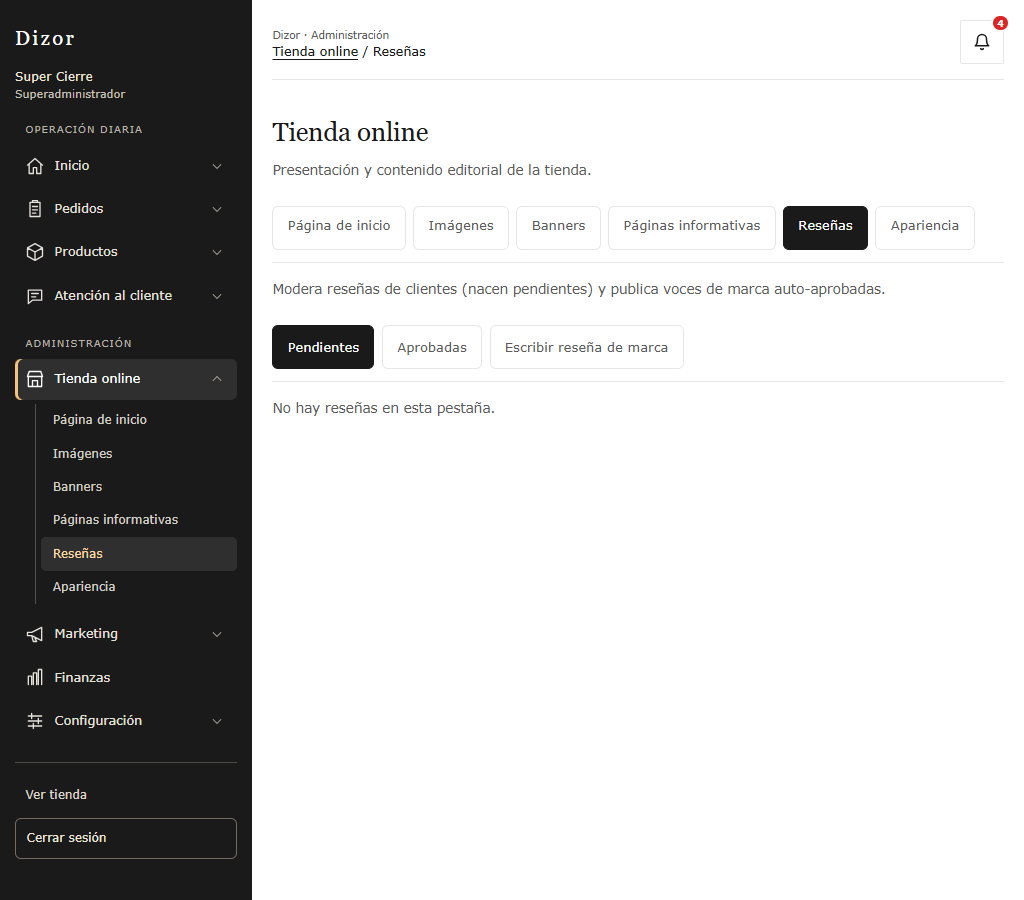 Dizor
Super Cierre
Superadministrador
OPERACIÓN DIARIA
Inicio
Pedidos
Productos
Atención al cliente
ADMINISTRACIÓN
Tienda online
Página de inicio
Imágenes
Banners
Páginas informativas
Reseñas
Apariencia
Marketing
Finanzas
Configuración
Ver tienda
Cerrar sesión
Dizor · Administración
Tienda online / Reseñas
4
Tienda online
Presentación y contenido editorial de la tienda.
Página de inicio Imágenes Banners Páginas informativas Reseñas Apariencia
Modera reseñas de clientes (nacen pendientes) y publica voces de marca auto-aprobadas.
Pendientes Aprobadas Escribir reseña de marca
No hay reseñas en esta pestaña.